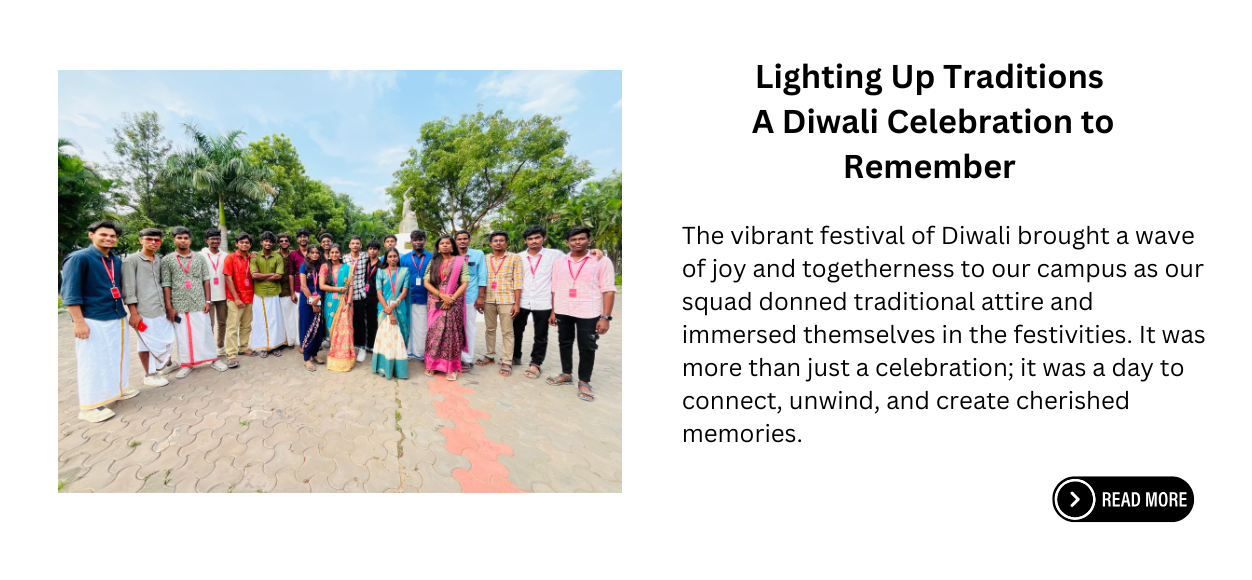 Lighting Up Traditions
A Diwali Celebration to
Remember
The vibrant festival of Diwali brought a wave
of joy and togetherness to our campus as our
squad donned traditional attire and
immersed themselves in the festivities. It was
more than just a celebration; it was a day to
connect, unwind, and create cherished
memories.
READ MORE